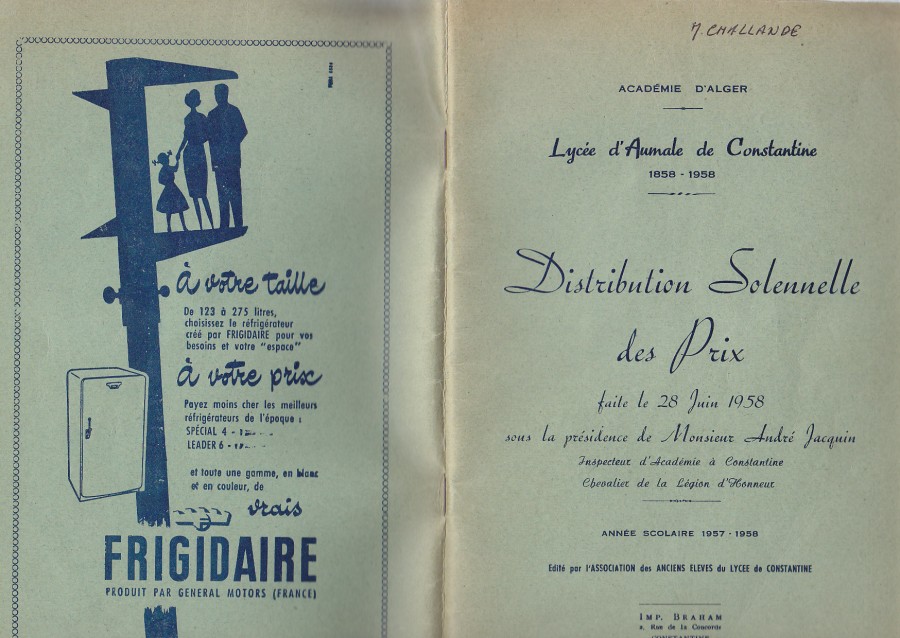 à votre taille
De 123 à 275 litres,
choisissez le réfrigérateur
créé par FRIGIDAIRE pour vos
besoins et votre "espace"
à votre prix
Payez moins cher les meilleurs
réfrigérateurs de l'époque :
SPÉCIAL 4 -
LEADER 6 -
et toute une gamme, en blanc
et en couleur, de
vrais
FRIGIDAIRE
PRODUIT PAR GENERAL MOTORS (FRANCE)
J. CHALLANDE
ACADÉMIE D'ALGER
Lycée d'Aumale de Constantine
1858 - 1958
Distribution Solennelle
des Prix
faite le 28 Juin 1958
sous la présidence de Monsieur André Jacquin
Inspecteur d'Académie à Constantine
Chevalier de la Légion d'Honneur
ANNÉE SCOLAIRE 1957 - 1958
Edité par l'ASSOCIATION des ANCIENS ELEVES du LYCEE de CONSTANTINE
IMP. BRAHAM
Rue de la Concorde
CONSTANTINE